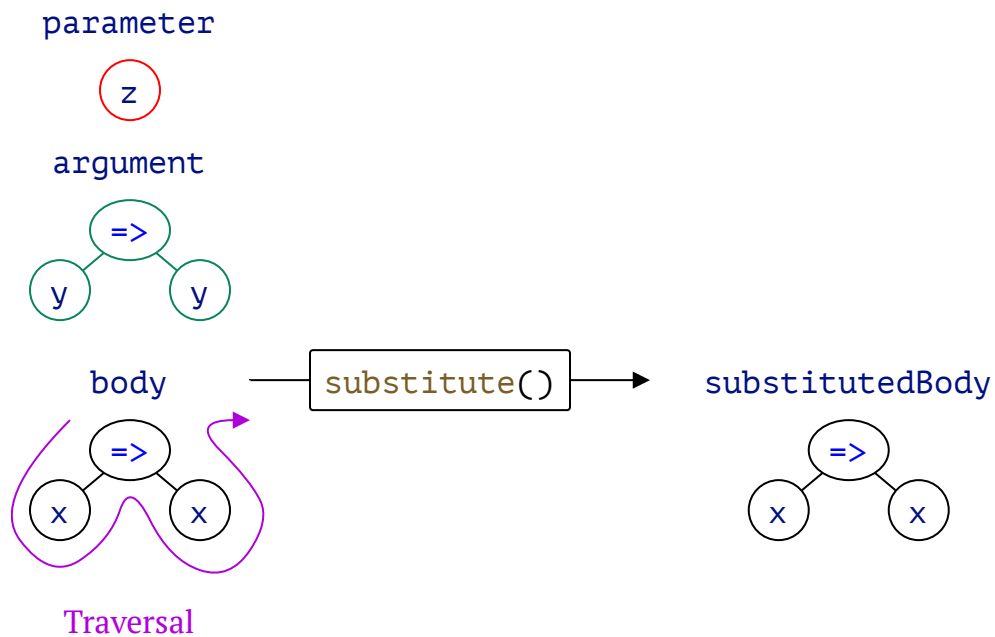 parameter
z
argument
=>
y y
body substitute() substitutedBody
=> =>
x x x x
Traversal